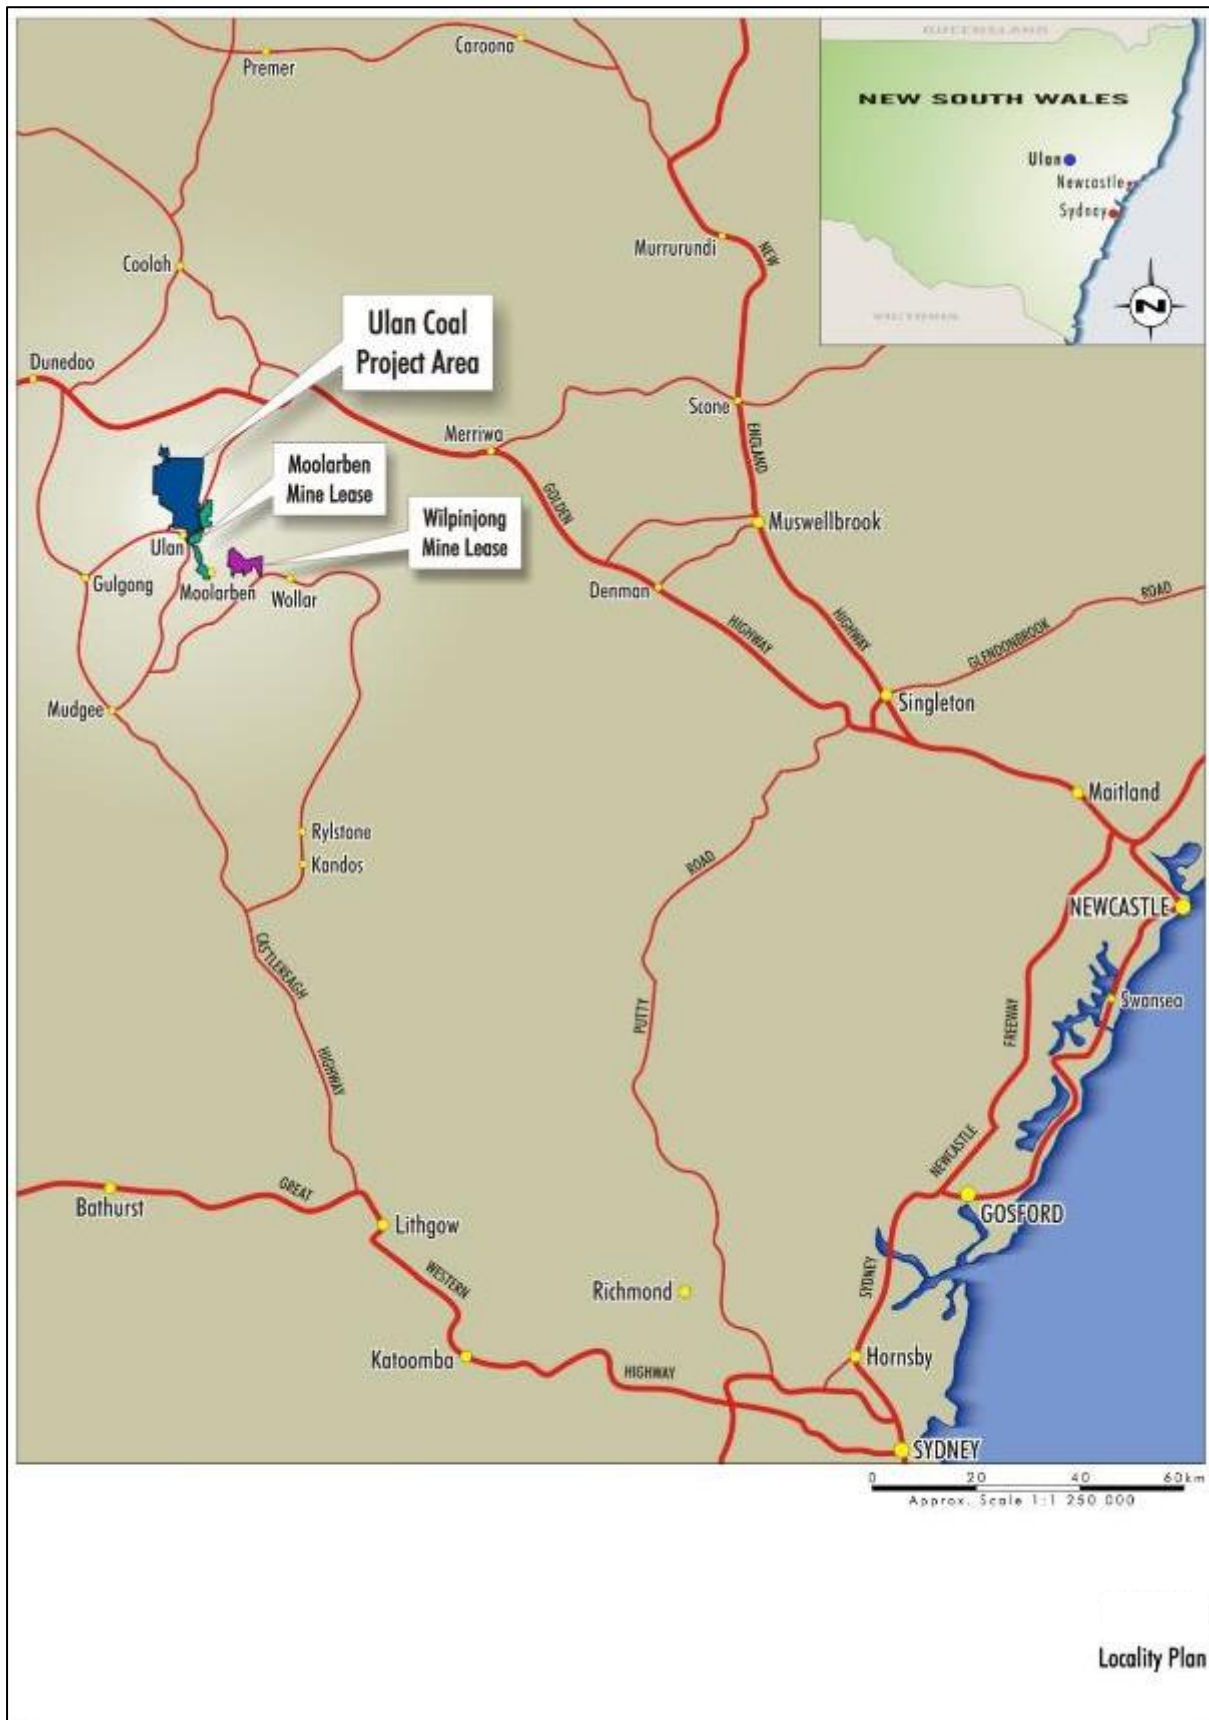 QUEENSLAND
NEW SOUTH WALES
Ulan
Newcastle
Sydney
VICTORIA
N
Caroona
Premer
Murrurundi
NEW
Coolah
Ulan Coal
Project Area
Dunedoo
Scone
ENGLAND
Merriwa
Moolarben
Mine Lease
GOLDEN
Wilpinjong
Mine Lease
Muswellbrook
Ulan
Gulgong
Moolarben
Wollar
Denman
HIGHWAY
HIGHWAY
GLENDONBROOK
ROAD
Singleton
Mudgee
Maitland
Rylstone
Kandos
ROAD
NEWCASTLE
CASTLEREAGH
HIGHWAY
PUTTY
FREEWAY
Swansea
NEWCASTLE
GREAT
Bathurst
Lithgow
GOSFORD
WESTERN
Richmond
SYDNEY
Katoomba
HIGHWAY
Hornsby
SYDNEY
0 20 40 60km
Approx. Scale 1:1 250 000
Locality Plan